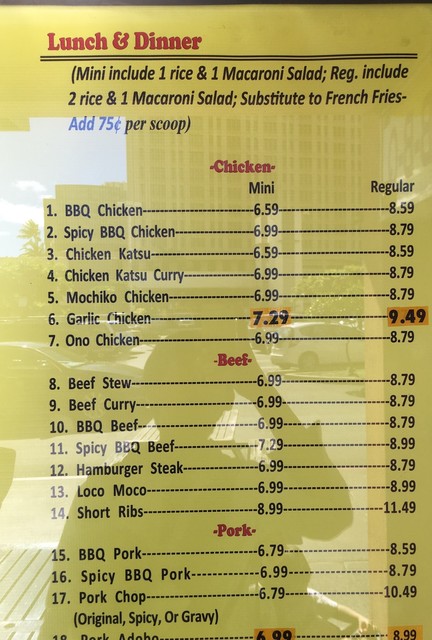 Lunch & Dinner
(Mini include 1 rice & 1 Macaroni Salad; Reg. include
2 rice & 1 Macaroni Salad; Substitute to French Fries-
Add 75¢ per scoop)
-Chicken-
Mini Regular
1. BBQ Chicken 6.59 8.59
2. Spicy BBQ Chicken 6.99 8.79
3. Chicken Katsu 6.59 8.59
4. Chicken Katsu Curry 6.99 8.79
5. Mochiko Chicken 6.99 8.79
6. Garlic Chicken 7.29 9.49
7. Ono Chicken 6.99 8.79
-Beef-
8. Beef Stew 6.99 8.79
9. Beef Curry 6.99 8.79
10. BBQ Beef 6.99 8.79
11. Spicy BBQ Beef 7.29 8.99
12. Hamburger Steak 6.99 8.79
13. Loco Moco 6.99 8.99
14. Short Ribs 8.99 11.49
-Pork-
15. BBQ Pork 6.79 8.59
16. Spicy BBQ Pork 6.99 8.79
17. Pork Chop 6.79 10.49
(Original, Spicy, Or Gravy)
18. Pork Adobo 6.99 8.99